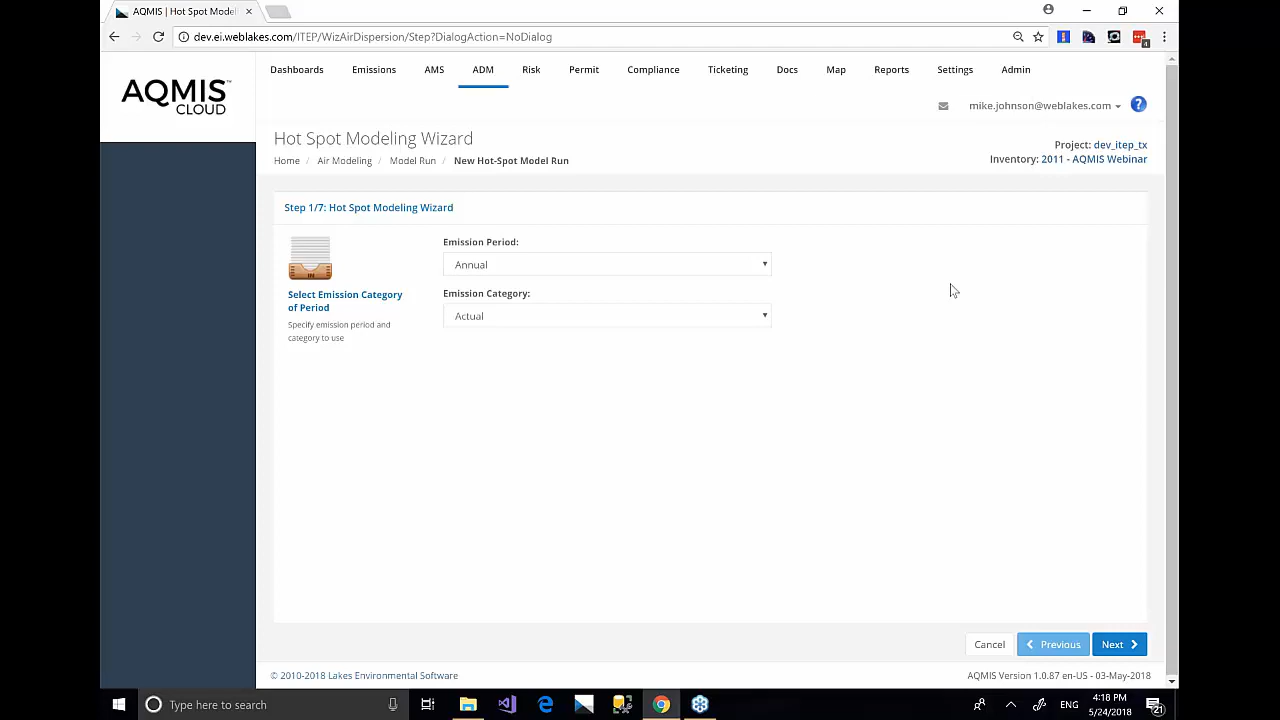 AQMIS | Hot Spot Model
dev.ei.weblakes.com/ITEP/WizAirDispersion/Step?DialogAction=NoDialog
AQMIS™
CLOUD
Dashboards Emissions AMS ADM Risk Permit Compliance Ticketing Docs Map Reports Settings Admin
mike.johnson@weblakes.com ?
Hot Spot Modeling Wizard
Home / Air Modeling / Model Run / New Hot-Spot Model Run
Project: dev_itep_tx
Inventory: 2011 - AQMIS Webinar
Step 1/7: Hot Spot Modeling Wizard
IN
Select Emission Category
of Period
Specify emission period and
category to use
Emission Period:
Annual
Emission Category:
Actual
Cancel Previous Next
© 2010-2018 Lakes Environmental Software
AQMIS Version 1.0.87 en-US - 03-May-2018
Type here to search
ENG
4:18 PM
5/24/2018
21